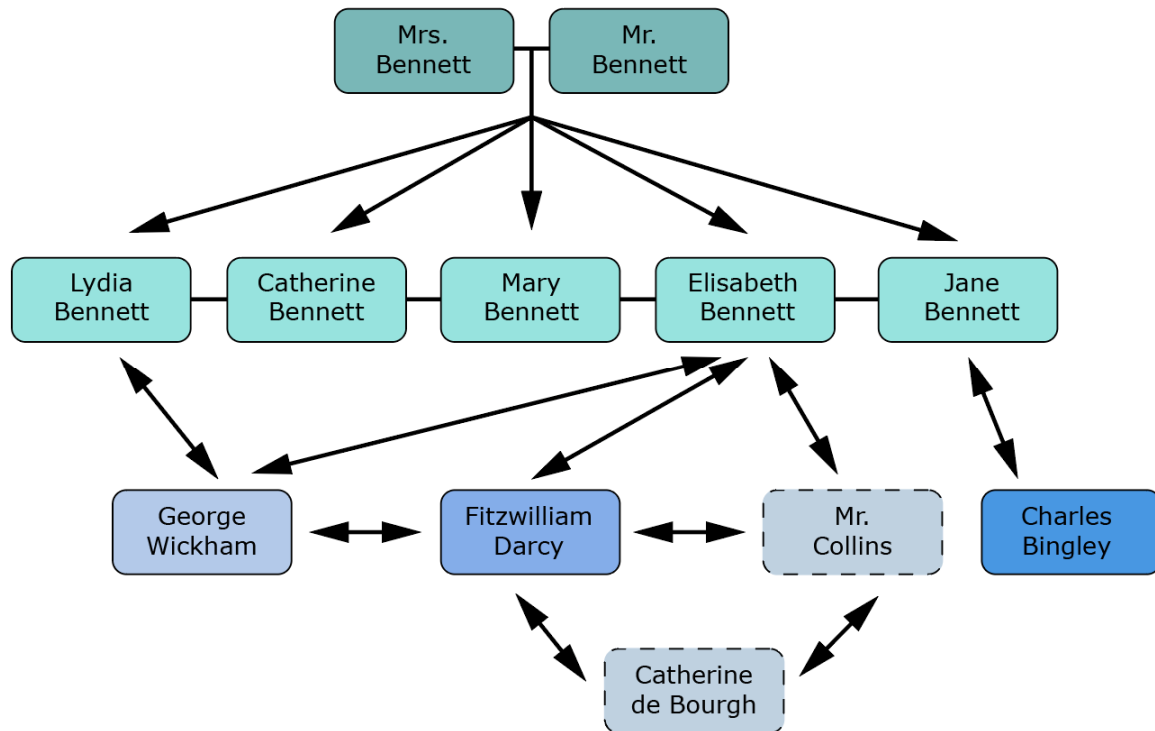 Mrs.
Bennett
Mr.
Bennett
Lydia
Bennett
Catherine
Bennett
Mary
Bennett
Elisabeth
Bennett
Jane
Bennett
George
Wickham
Fitzwilliam
Darcy
Mr.
Collins
Charles
Bingley
Catherine
de Bourgh